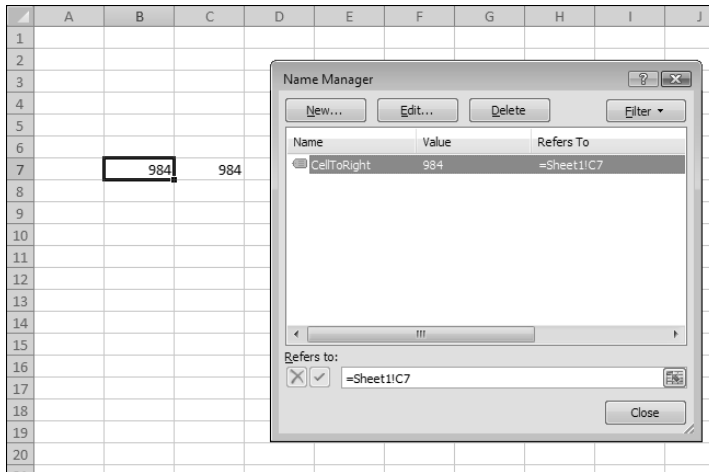 A B C D E F G H I J
1
2
3 Name Manager
4 New... Edit... Delete Filter
5
6 Name Value Refers To
7 984 984 CellToRight 984 =Sheet1!C7
8
9
10
11
12
13
14
15
16 Refers to:
17 =Sheet1!C7
18 Close
19
20